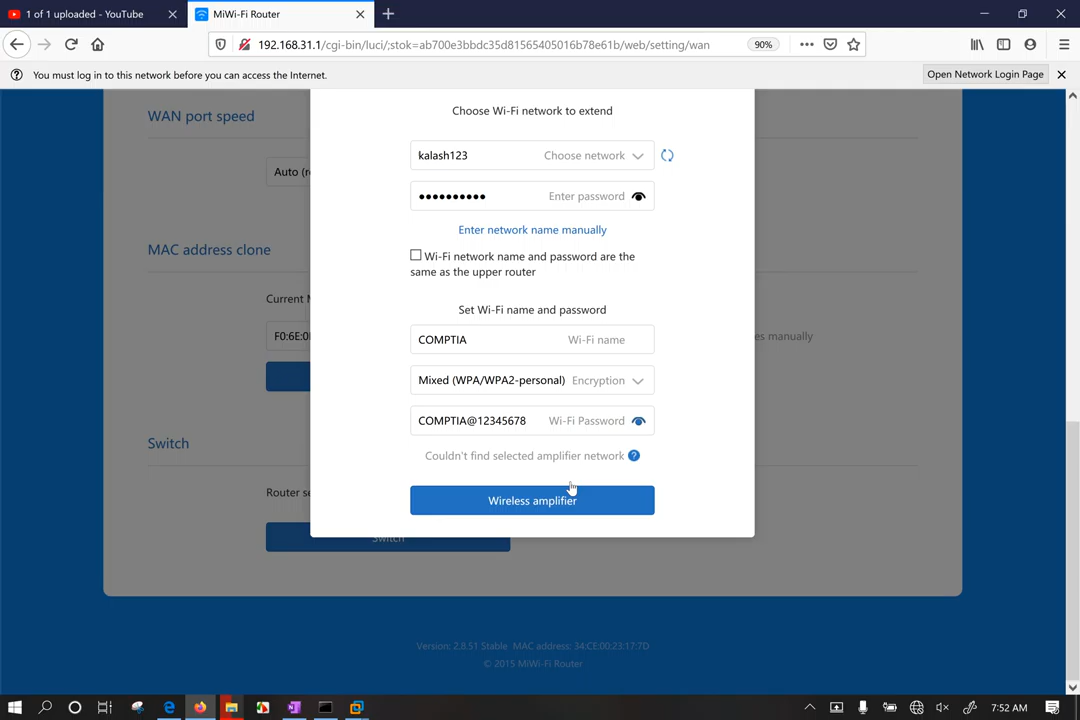 1 of 1 uploaded - YouTube
MiWi-Fi Router
192.168.31.1/cgi-bin/luci/;stok=ab700e3bbdc35d81565405016b78e61b/web/setting/wan
90%
You must log in to this network before you can access the Internet.
Open Network Login Page
WAN port speed
Auto (r
MAC address clone
Current M
F0:6E:0
es manually
Switch
Router se
Switch
Choose Wi-Fi network to extend
kalash123 Choose network
•••••••••• Enter password
Enter network name manually
Wi-Fi network name and password are the
same as the upper router
Set Wi-Fi name and password
COMPTIA Wi-Fi name
Mixed (WPA/WPA2-personal) Encryption
COMPTIA@12345678 Wi-Fi Password
Couldn't find selected amplifier network ?
Wireless amplifier
Version: 2.8.51 Stable MAC address: 34:CE:00:23:17:7D
© 2015 MiWi-Fi Router
7:52 AM